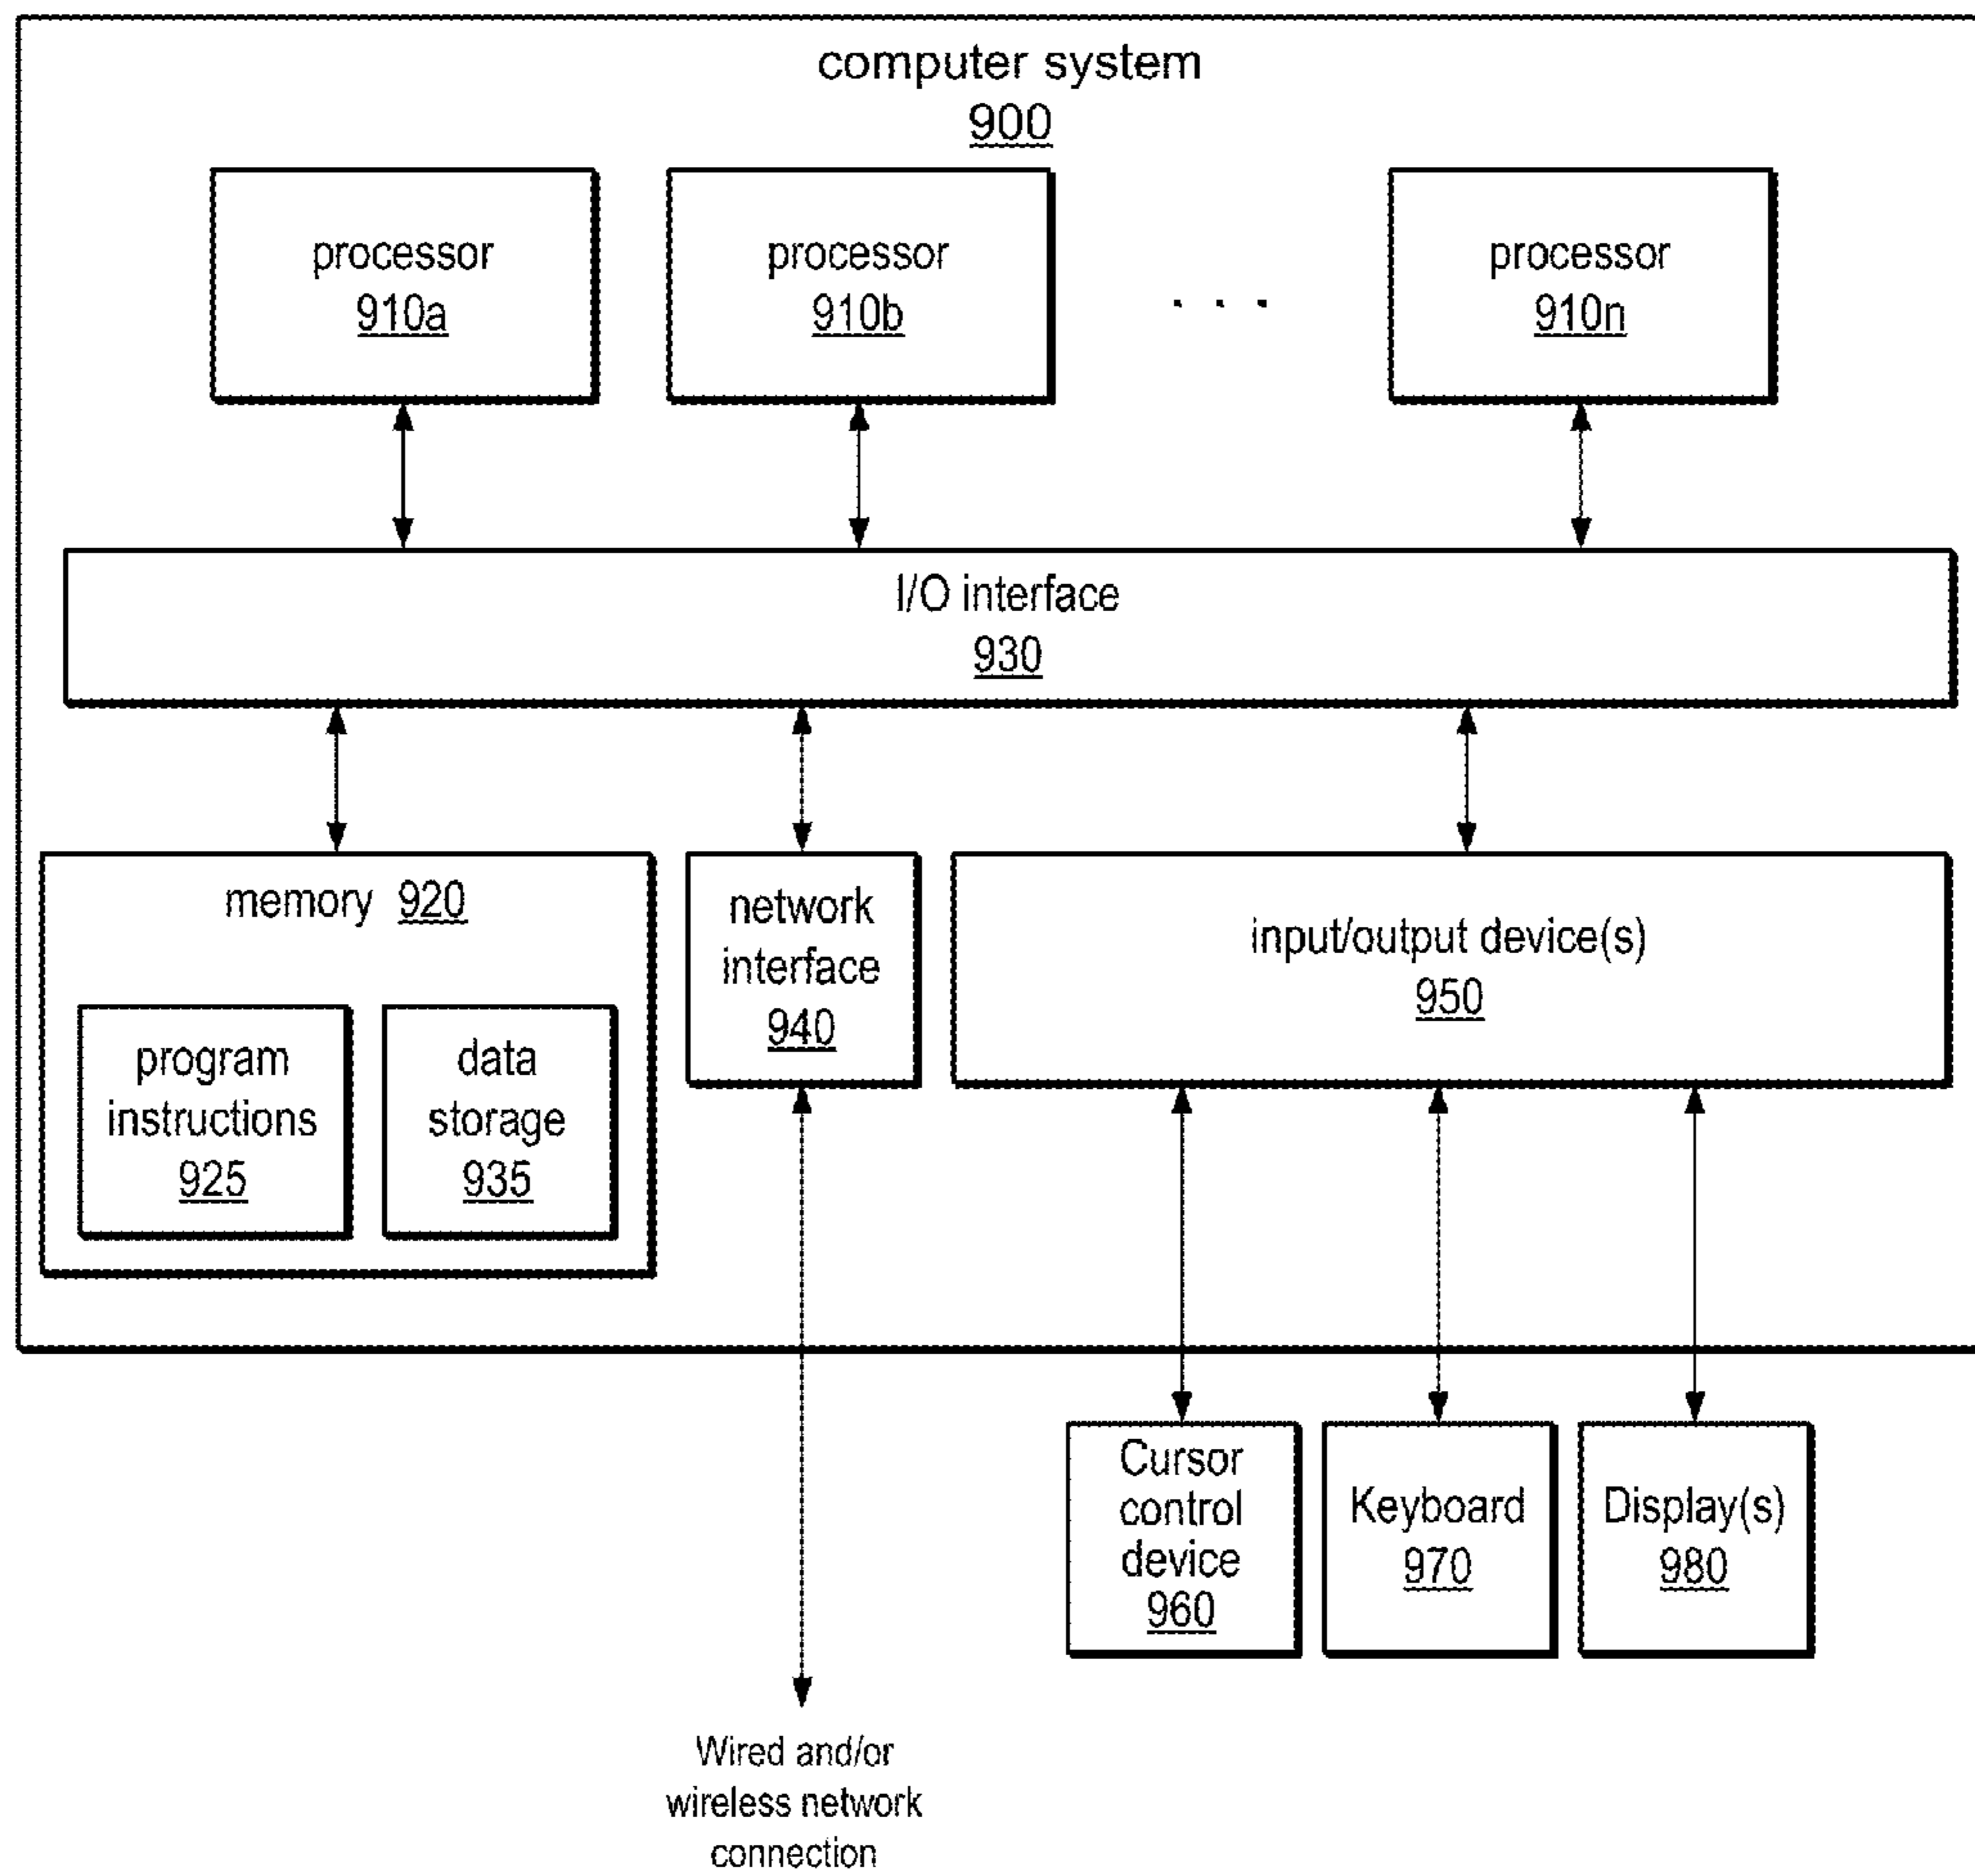 computer system
900
processor
910a
processor
910b
. . .
processor
910n
I/O interface
930
memory 920
program
instructions
925
data
storage
935
network
interface
940
input/output device(s)
950
Cursor
control
device
960
Keyboard
970
Display(s)
980
Wired and/or
wireless network
connection